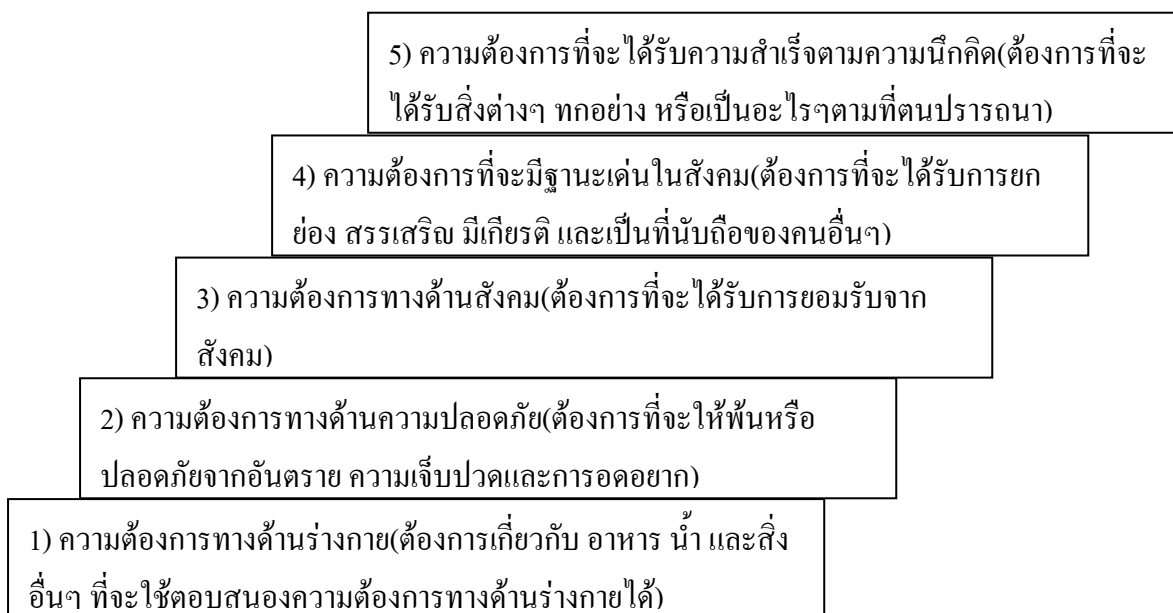 5) ความต้องการที่จะได้รับความสำเร็จตามความนึกคิด(ต้องการที่จะ
ได้รับสิ่งต่างๆ ทกอย่าง หรือเป็นอะไรๆตามที่ตนปรารถนา)
4) ความต้องการที่จะมีฐานะเด่นในสังคม(ต้องการที่จะได้รับการยก
ย่อง สรรเสริญ มีเกียรติ และเป็นที่นับถือของคนอื่นๆ)
3) ความต้องการทางด้านสังคม(ต้องการที่จะได้รับการยอมรับจาก
สังคม)
2) ความต้องการทางด้านความปลอดภัย(ต้องการที่จะให้พ้นหรือ
ปลอดภัยจากอันตราย ความเจ็บปวดและการอดอยาก)
1) ความต้องการทางด้านร่างกาย(ต้องการเกี่ยวกับ อาหาร น้ำ และสิ่ง
อื่นๆ ที่จะใช้ตอบสนองความต้องการทางด้านร่างกายได้)